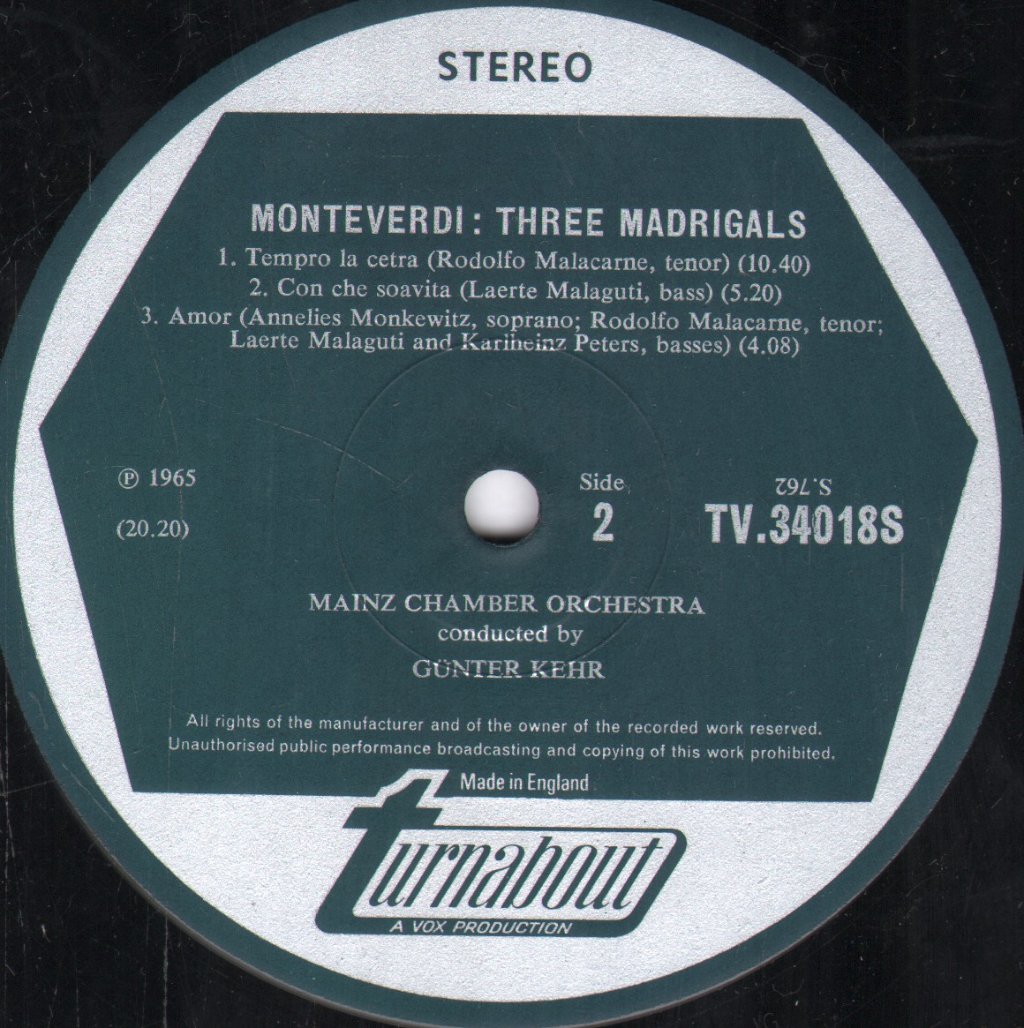 STEREO
MONTEVERDI: THREE MADRIGALS
1. Tempro la cetra (Rodolfo Malacarne, tenor) (10.40)
2. Con che soavita (Laerte Malaguti, bass) (5.20)
3. Amor (Annelies Monkewitz, soprano; Rodolfo Malacarne, tenor;
Laerte Malaguti and Karlheinz Peters, basses) (4.08)
℗ 1965
(20.20)
Side
2
S.762
TV.34018S
MAINZ CHAMBER ORCHESTRA
conducted by
GÜNTER KEHR
All rights of the manufacturer and of the owner of the recorded work reserved.
Unauthorised public performance broadcasting and copying of this work prohibited.
Made in England
turnabout
A VOX PRODUCTION